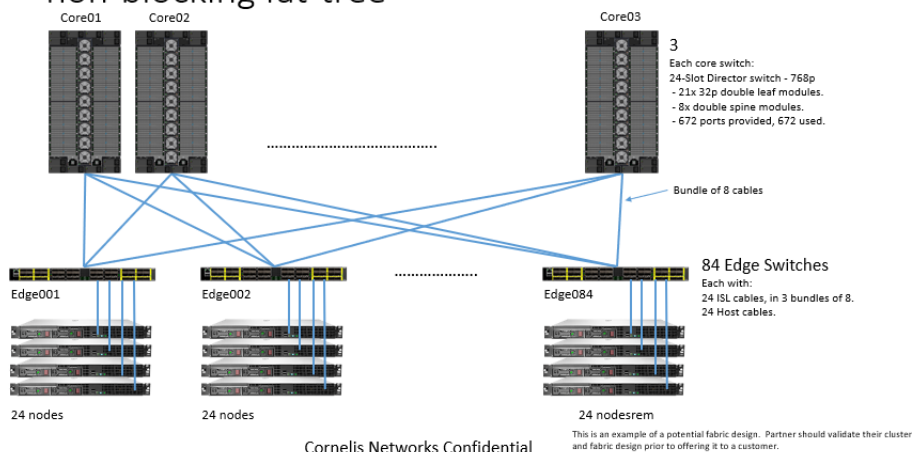 non-blocking fat-tree
Core01
Core02
Core03
3
Each core switch:
24-Slot Director switch - 768p
- 21x 32p double leaf modules.
- 8x double spine modules.
- 672 ports provided, 672 used.
.......................................
Bundle of 8 cables
84 Edge Switches
Each with:
24 ISL cables, in 3 bundles of 8.
24 Host cables.
...................
Edge001
Edge002
Edge084
24 nodes
24 nodes
24 nodesrem
This is an example of a potential fabric design. Partner should validate their cluster
and fabric design prior to offering it to a customer.
Cornelis Networks Confidential